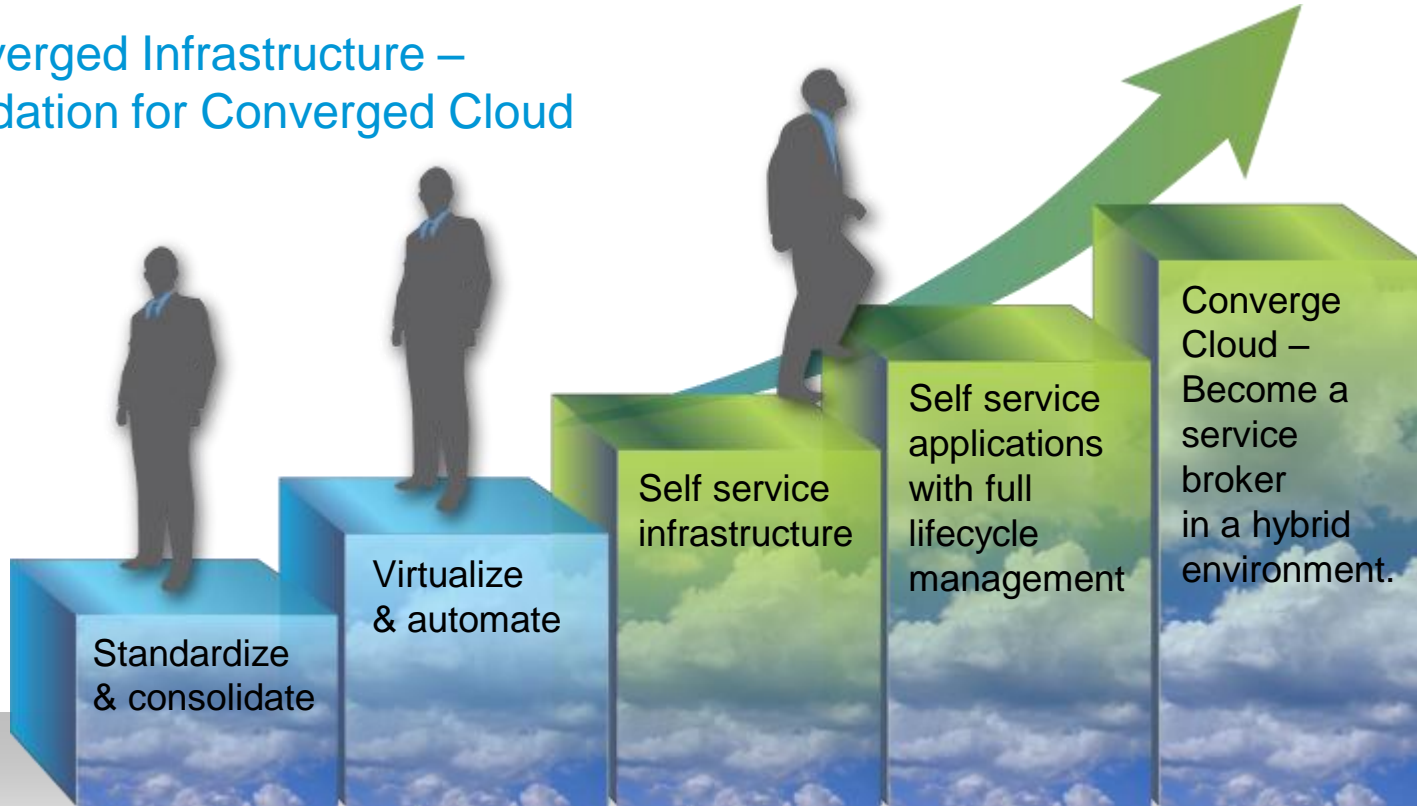 verged Infrastructure –
dation for Converged Cloud
Standardize
& consolidate
Virtualize
& automate
Self service
infrastructure
Self service
applications
with full
lifecycle
management
Converge
Cloud –
Become a
service
broker
in a hybrid
environment.